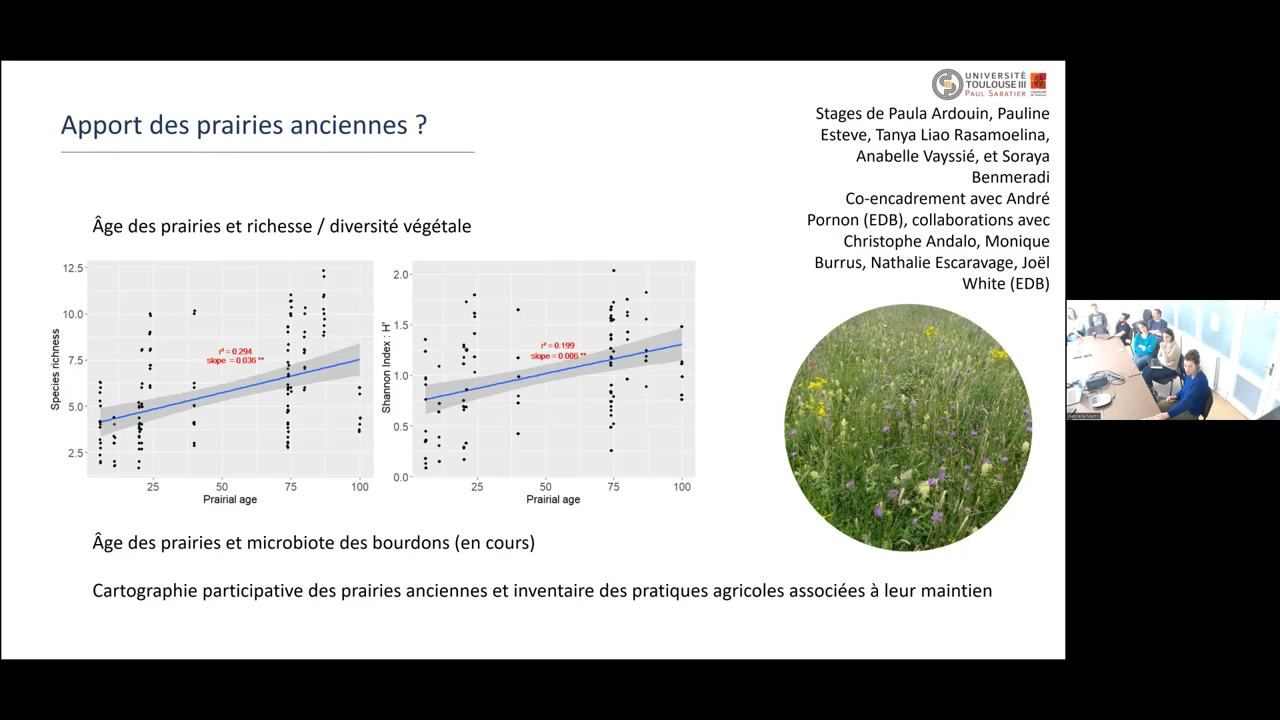 UNIVERSITÉ
TOULOUSE III
PAUL SABATIER
Apport des prairies anciennes ?
Stages de Paula Ardouin, Pauline
Esteve, Tanya Liao Rasamoelina,
Anabelle Vayssié, et Soraya
Benmeradi
Co-encadrement avec André
Pornon (EDB), collaborations avec
Christophe Andalo, Monique
Burrus, Nathalie Escaravage, Joël
White (EDB)
Âge des prairies et richesse / diversité végétale
Species richness
12.5
10.0
7.5
5.0
2.5
r² = 0.294
slope = 0.036 **
25
50
75
100
Prairial age
Shannon Index : H'
2.0
1.5
1.0
0.5
0.0
r² = 0.199
slope = 0.006 **
25
50
75
100
Prairial age
Âge des prairies et microbiote des bourdons (en cours)
Cartographie participative des prairies anciennes et inventaire des pratiques agricoles associées à leur maintien